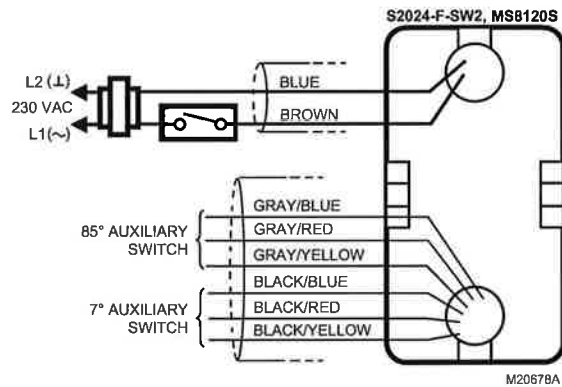 S2024-F-SW2, MS8120S
L2 (⊥)
230 VAC
L1(~)
BLUE
BROWN
85° AUXILIARY
SWITCH
GRAY/BLUE
GRAY/RED
GRAY/YELLOW
7° AUXILIARY
SWITCH
BLACK/BLUE
BLACK/RED
BLACK/YELLOW
M20678A